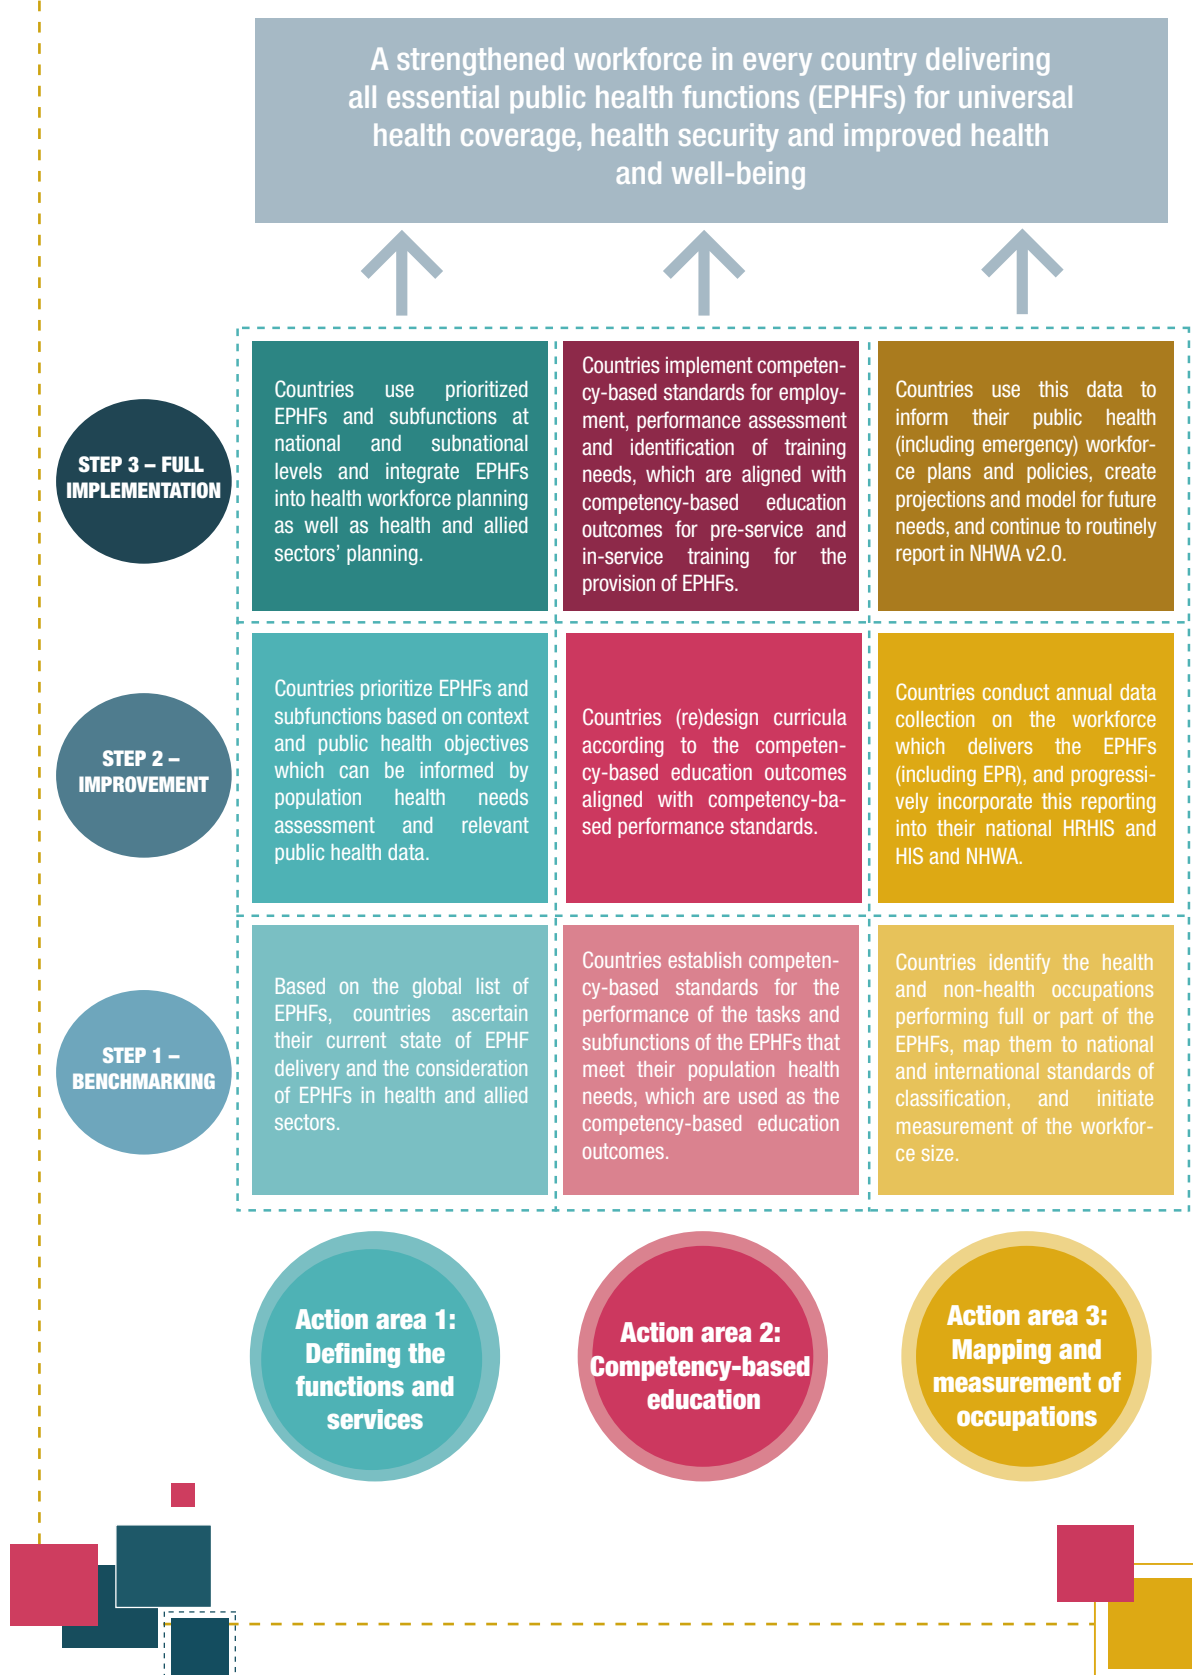 A strengthened workforce in every country delivering
all essential public health functions (EPHFs) for universal
health coverage, health security and improved health
and well-being
STEP 3 – FULL
IMPLEMENTATION
Countries use prioritized
EPHFs and subfunctions at
national and subnational
levels and integrate EPHFs
into health workforce planning
as well as health and allied
sectors’ planning.
Countries implement competen-
cy-based standards for employ-
ment, performance assessment
and identification of training
needs, which are aligned with
competency-based education
outcomes for pre-service and
in-service training for the
provision of EPHFs.
Countries use this data to
inform their public health
(including emergency) workfor-
ce plans and policies, create
projections and model for future
needs, and continue to routinely
report in NHWA v2.0.
STEP 2 –
IMPROVEMENT
Countries prioritize EPHFs and
subfunctions based on context
and public health objectives
which can be informed by
population health needs
assessment and relevant
public health data.
Countries (re)design curricula
according to the competen-
cy-based education outcomes
aligned with competency-ba-
sed performance standards.
Countries conduct annual data
collection on the workforce
which delivers the EPHFs
(including EPR), and progressi-
vely incorporate this reporting
into their national HRHIS and
HIS and NHWA.
STEP 1 –
BENCHMARKING
Based on the global list of
EPHFs, countries ascertain
their current state of EPHF
delivery and the consideration
of EPHFs in health and allied
sectors.
Countries establish competen-
cy-based standards for the
performance of the tasks and
subfunctions of the EPHFs that
meet their population health
needs, which are used as the
competency-based education
outcomes.
Countries identify the health
and non-health occupations
performing full or part of the
EPHFs, map them to national
and international standards of
classification, and initiate
measurement of the workfor-
ce size.
Action area 1:
Defining the
functions and
services
Action area 2:
Competency-based
education
Action area 3:
Mapping and
measurement of
occupations